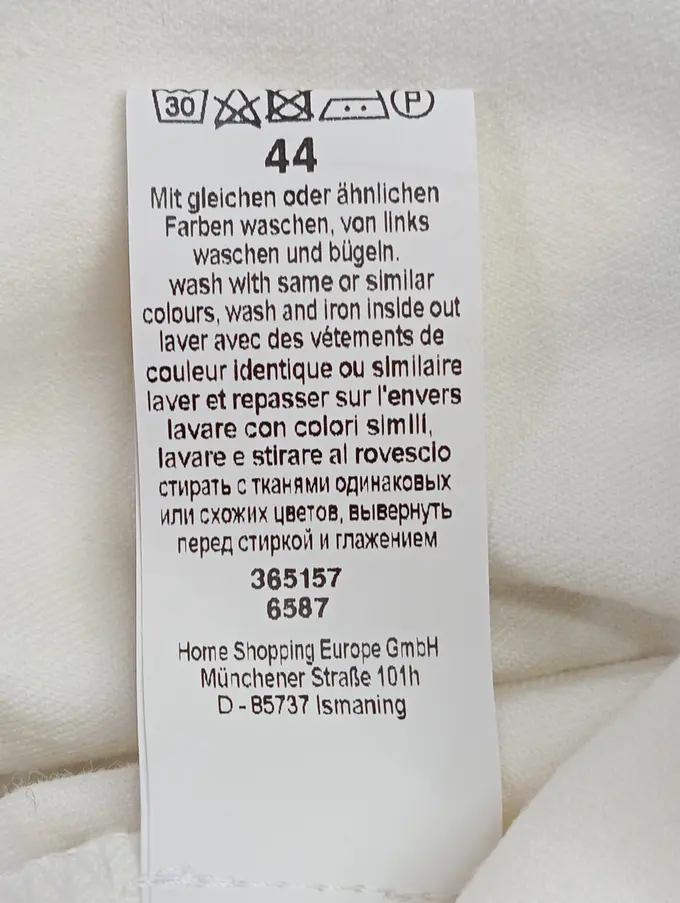 30 P
44
Mit gleichen oder ähnlichen
Farben waschen, von links
waschen und bügeln.
wash with same or similar
colours, wash and iron inside out
laver avec des vétements de
couleur identique ou similaire
laver et repasser sur l'envers
lavare con colori simili,
lavare e stirare al rovescio
стирать с тканями одинаковых
или схожих цветов, вывернуть
перед стиркой и глажением
365157
6587
Home Shopping Europe GmbH
Münchener Straße 101h
D - 85737 Ismaning